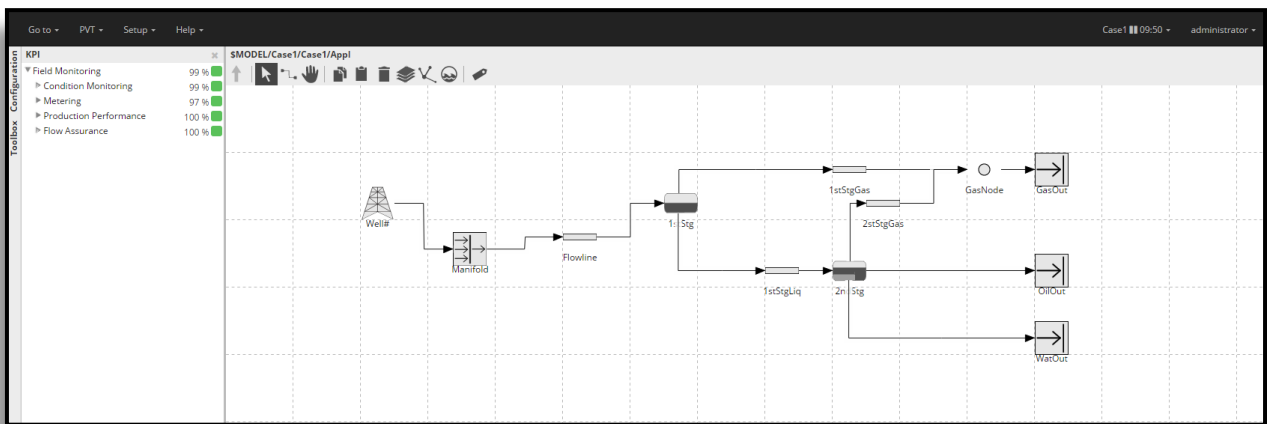 Go to PVT Setup Help Case1 09:50 administrator
Configuration
Toolbox
KPI
Field Monitoring 99 %
Condition Monitoring 99 %
Metering 97 %
Production Performance 100 %
Flow Assurance 100 %
$MODEL/Case1/Case1/Appl
1stStgGas
GasNode
GasOut
Well#
1stStg
2stStgGas
Manifold
Flowline
1stStgLiq
2ndStg
OilOut
WatOut